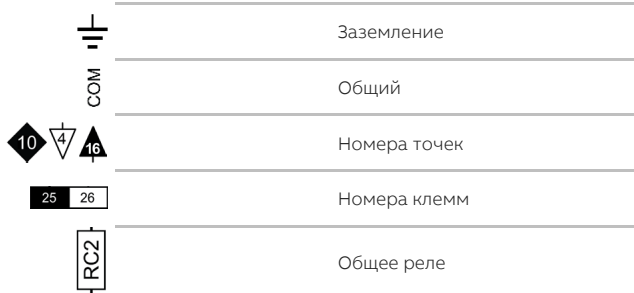 Заземление
COM Общий
10 4 16 Номера точек
25 26 Номера клемм
RC2 Общее реле